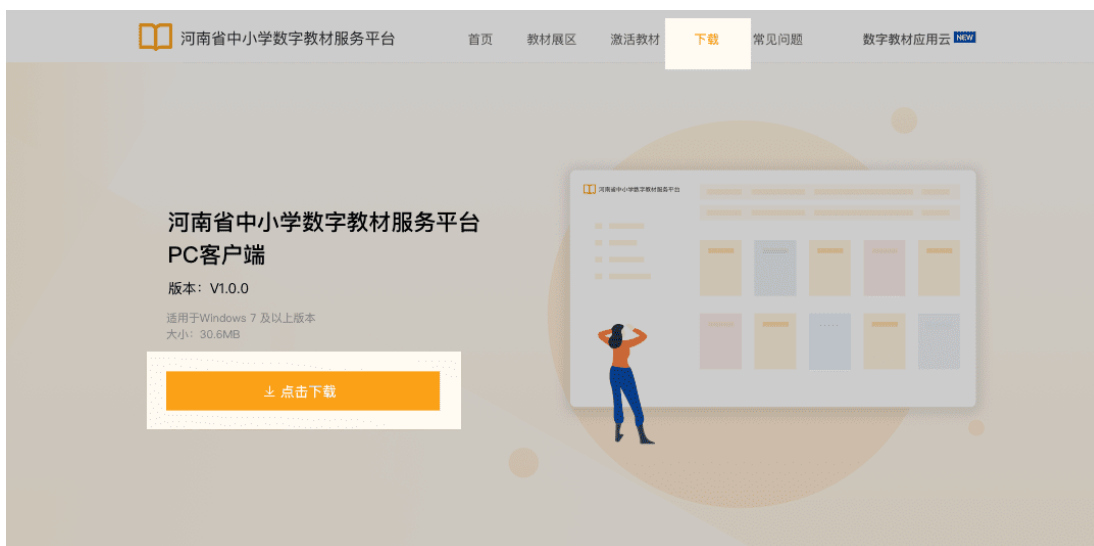 河南省中小学数字教材服务平台
首页 教材展区 激活教材 下载 常见问题 数字教材应用云 NEW
河南省中小学数字教材服务平台
河南省中小学数字教材服务平台
PC客户端
版本：V1.0.0
适用于Windows 7 及以上版本
大小：30.6MB
点击下载